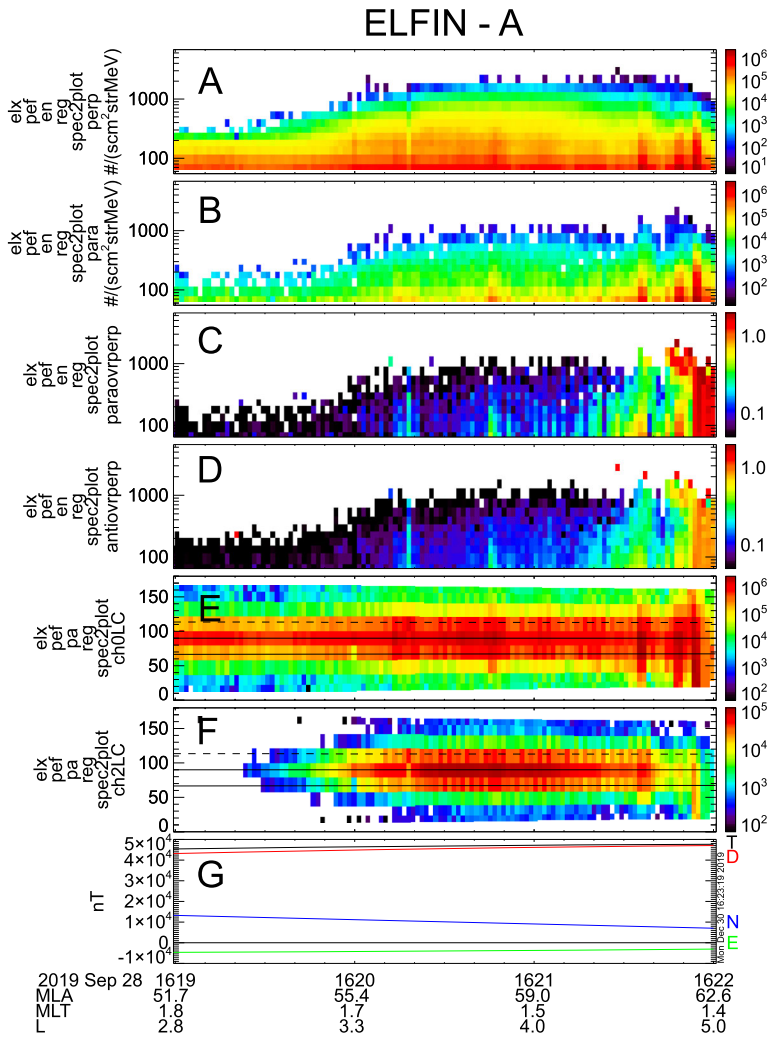 ELFIN - A
A
elx
pef
en
reg
spec2plot
perp
#/(scm²strMeV)
1000
100
10⁶
10⁵
10⁴
10³
10²
10¹
B
elx
pef
en
reg
spec2plot
para
#/(scm²strMeV)
1000
100
10⁶
10⁵
10⁴
10³
10²
C
elx
pef
en
reg
spec2plot
paraovrperp
1000
100
1.0
0.1
D
elx
pef
en
reg
spec2plot
antiovrperp
1000
100
1.0
0.1
E
elx
pef
pa
reg
spec2plot
ch0LC
150
100
50
0
10⁶
10⁵
10⁴
10³
10²
F
elx
pef
pa
reg
spec2plot
ch2LC
150
100
50
0
10⁵
10⁴
10³
10²
G
nT
5×10⁴
4×10⁴
3×10⁴
2×10⁴
1×10⁴
0
-1×10⁴
T
D
N
E
Mon Dec 30 16:23:19 2019
2019 Sep 28 1619 1620 1621 1622
MLA 51.7 55.4 59.0 62.6
MLT 1.8 1.7 1.5 1.4
L 2.8 3.3 4.0 5.0